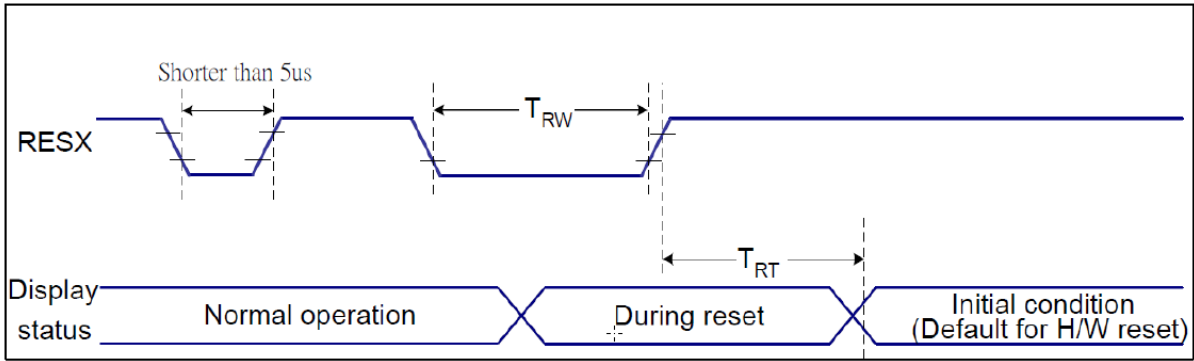 Shorter than 5us
RESX
TRW
TRT
Display
status
Normal operation
During reset
Initial condition
(Default for H/W reset)